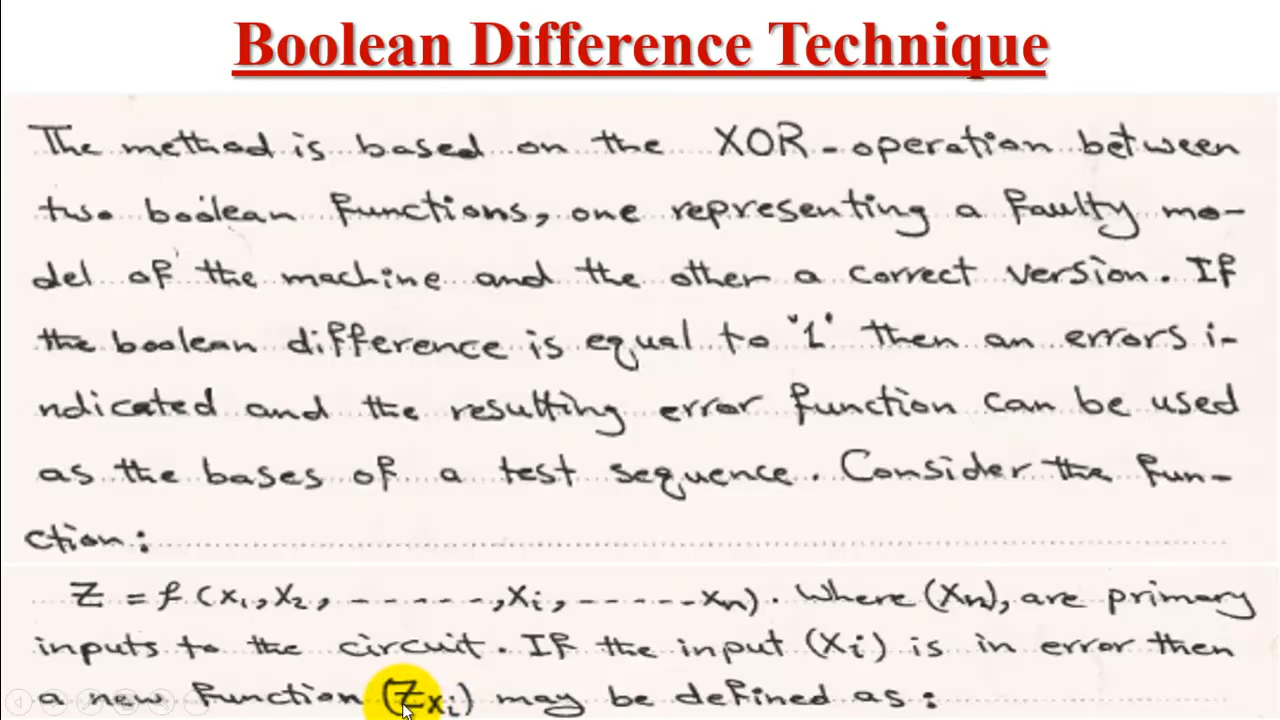 Boolean Difference Technique
The method is based on the XOR-operation between
two boolean functions, one representing a faulty mo-
del of the machine and the other a correct version. If
the boolean difference is equal to "1" then an errors i-
ndicated and the resulting error function can be used
as the bases of a test sequence. Consider the fun-
ction:
Z = f (x1, x2, ------, xi, ------ xn). Where (Xn), are primary
inputs to the circuit. If the input (Xi) is in error then
a new function (Zxi) may be defined as: